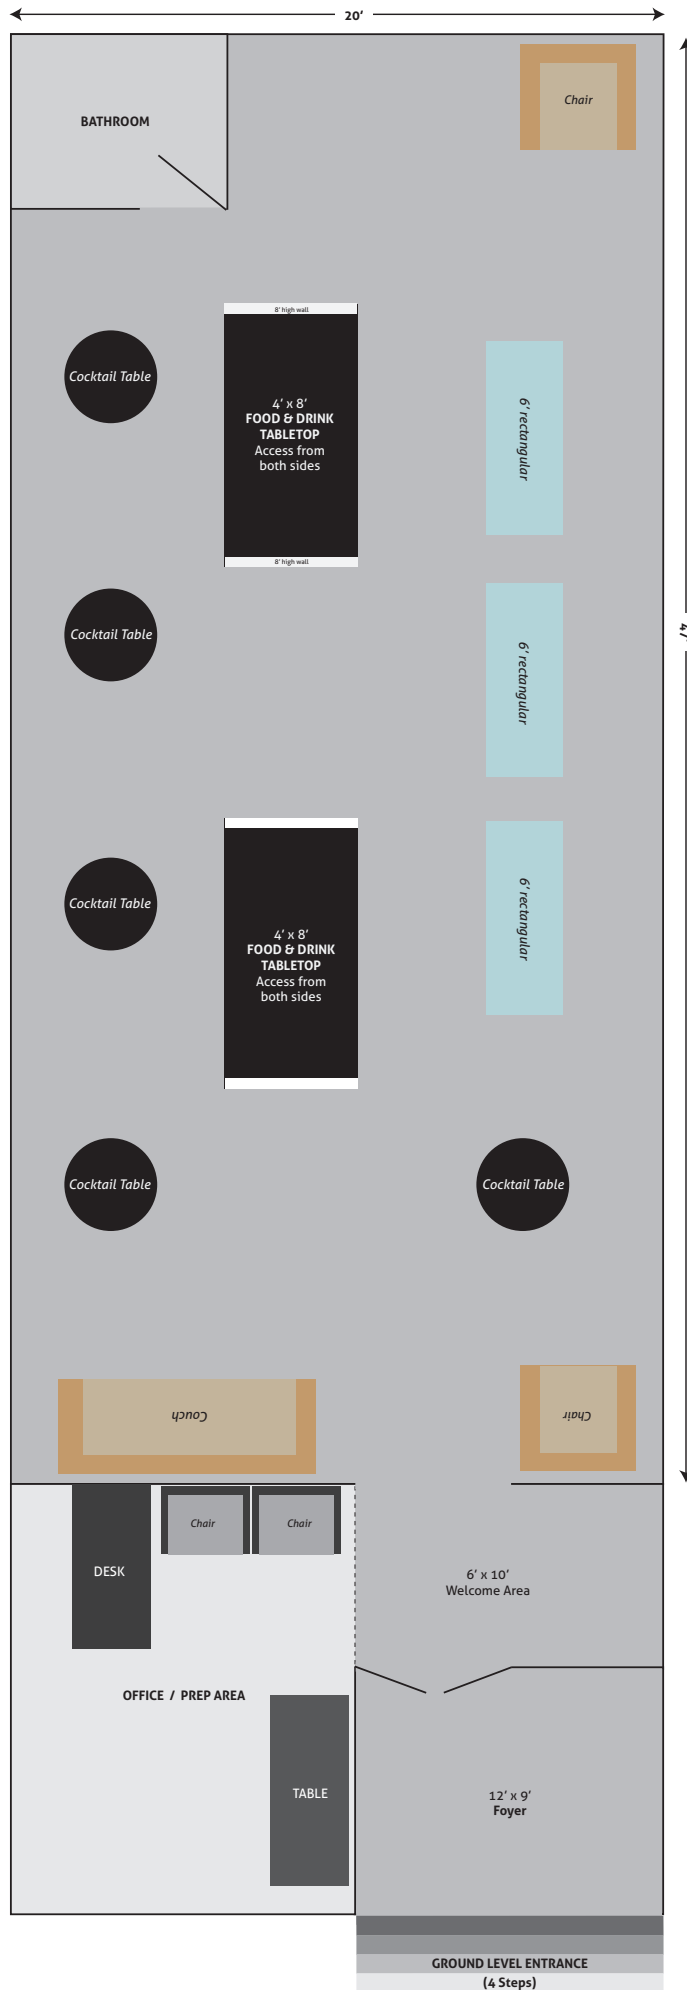 20’
BATHROOM
Chair
8’ high wall
Cocktail Table
4’ x 8’
FOOD & DRINK
TABLETOP
Access from
both sides
6’ rectangular
8’ high wall
Cocktail Table
6’ rectangular
Cocktail Table
4’ x 8’
FOOD & DRINK
TABLETOP
Access from
both sides
6’ rectangular
Cocktail Table
Cocktail Table
Couch
Chair
Chair
Chair
DESK
6’ x 10’
Welcome Area
OFFICE / PREP AREA
TABLE
12’ x 9’
Foyer
GROUND LEVEL ENTRANCE
(4 Steps)